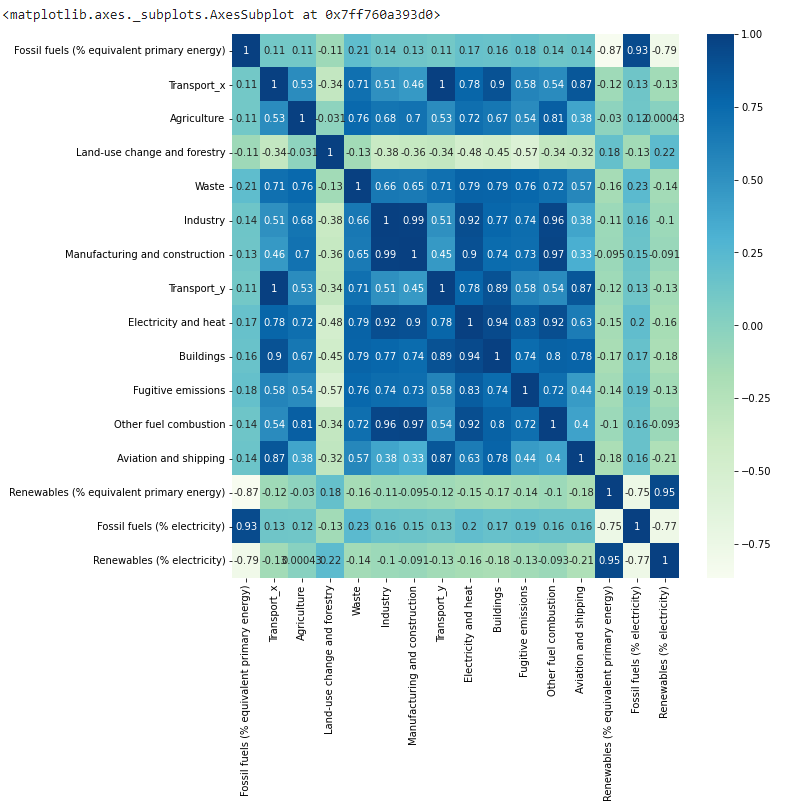 <matplotlib.axes._subplots.AxesSubplot at 0x7ff760a393d0>
Fossil fuels (% equivalent primary energy) 1 0.11 0.11 -0.11 0.21 0.14 0.13 0.11 0.17 0.16 0.18 0.14 0.14 -0.87 0.93 -0.79
Transport_x 0.11 1 0.53 -0.34 0.71 0.51 0.46 1 0.78 0.9 0.58 0.54 0.87 -0.12 0.13 -0.13
Agriculture 0.11 0.53 1 -0.031 0.76 0.68 0.7 0.53 0.72 0.67 0.54 0.81 0.38 -0.03 0.12 0.00043
Land-use change and forestry -0.11 -0.34 -0.031 1 -0.13 -0.38 -0.36 -0.34 -0.48 -0.45 -0.57 -0.34 -0.32 0.18 -0.13 0.22
Waste 0.21 0.71 0.76 -0.13 1 0.66 0.65 0.71 0.79 0.79 0.76 0.72 0.57 -0.16 0.23 -0.14
Industry 0.14 0.51 0.68 -0.38 0.66 1 0.99 0.51 0.92 0.77 0.74 0.96 0.38 -0.11 0.16 -0.1
Manufacturing and construction 0.13 0.46 0.7 -0.36 0.65 0.99 1 0.45 0.9 0.74 0.73 0.97 0.33 -0.095 0.15 -0.091
Transport_y 0.11 1 0.53 -0.34 0.71 0.51 0.45 1 0.78 0.89 0.58 0.54 0.87 -0.12 0.13 -0.13
Electricity and heat 0.17 0.78 0.72 -0.48 0.79 0.92 0.9 0.78 1 0.94 0.83 0.92 0.63 -0.15 0.2 -0.16
Buildings 0.16 0.9 0.67 -0.45 0.79 0.77 0.74 0.89 0.94 1 0.74 0.8 0.78 -0.17 0.17 -0.18
Fugitive emissions 0.18 0.58 0.54 -0.57 0.76 0.74 0.73 0.58 0.83 0.74 1 0.72 0.44 -0.14 0.19 -0.13
Other fuel combustion 0.14 0.54 0.81 -0.34 0.72 0.96 0.97 0.54 0.92 0.8 0.72 1 0.4 -0.1 0.16 -0.093
Aviation and shipping 0.14 0.87 0.38 -0.32 0.57 0.38 0.33 0.87 0.63 0.78 0.44 0.4 1 -0.18 0.16 -0.21
Renewables (% equivalent primary energy) -0.87 -0.12 -0.03 0.18 -0.16 -0.11 -0.095 -0.12 -0.15 -0.17 -0.14 -0.1 -0.18 1 -0.75 0.95
Fossil fuels (% electricity) 0.93 0.13 0.12 -0.13 0.23 0.16 0.15 0.13 0.2 0.17 0.19 0.16 0.16 -0.75 1 -0.77
Renewables (% electricity) -0.79 -0.13 0.00043 0.22 -0.14 -0.1 -0.091 -0.13 -0.16 -0.18 -0.13 -0.093 -0.21 0.95 -0.77 1
Fossil fuels (% equivalent primary energy)
Transport_x
Agriculture
Land-use change and forestry
Waste
Industry
Manufacturing and construction
Transport_y
Electricity and heat
Buildings
Fugitive emissions
Other fuel combustion
Aviation and shipping
Renewables (% equivalent primary energy)
Fossil fuels (% electricity)
Renewables (% electricity)
1.00
0.75
0.50
0.25
0.00
-0.25
-0.50
-0.75